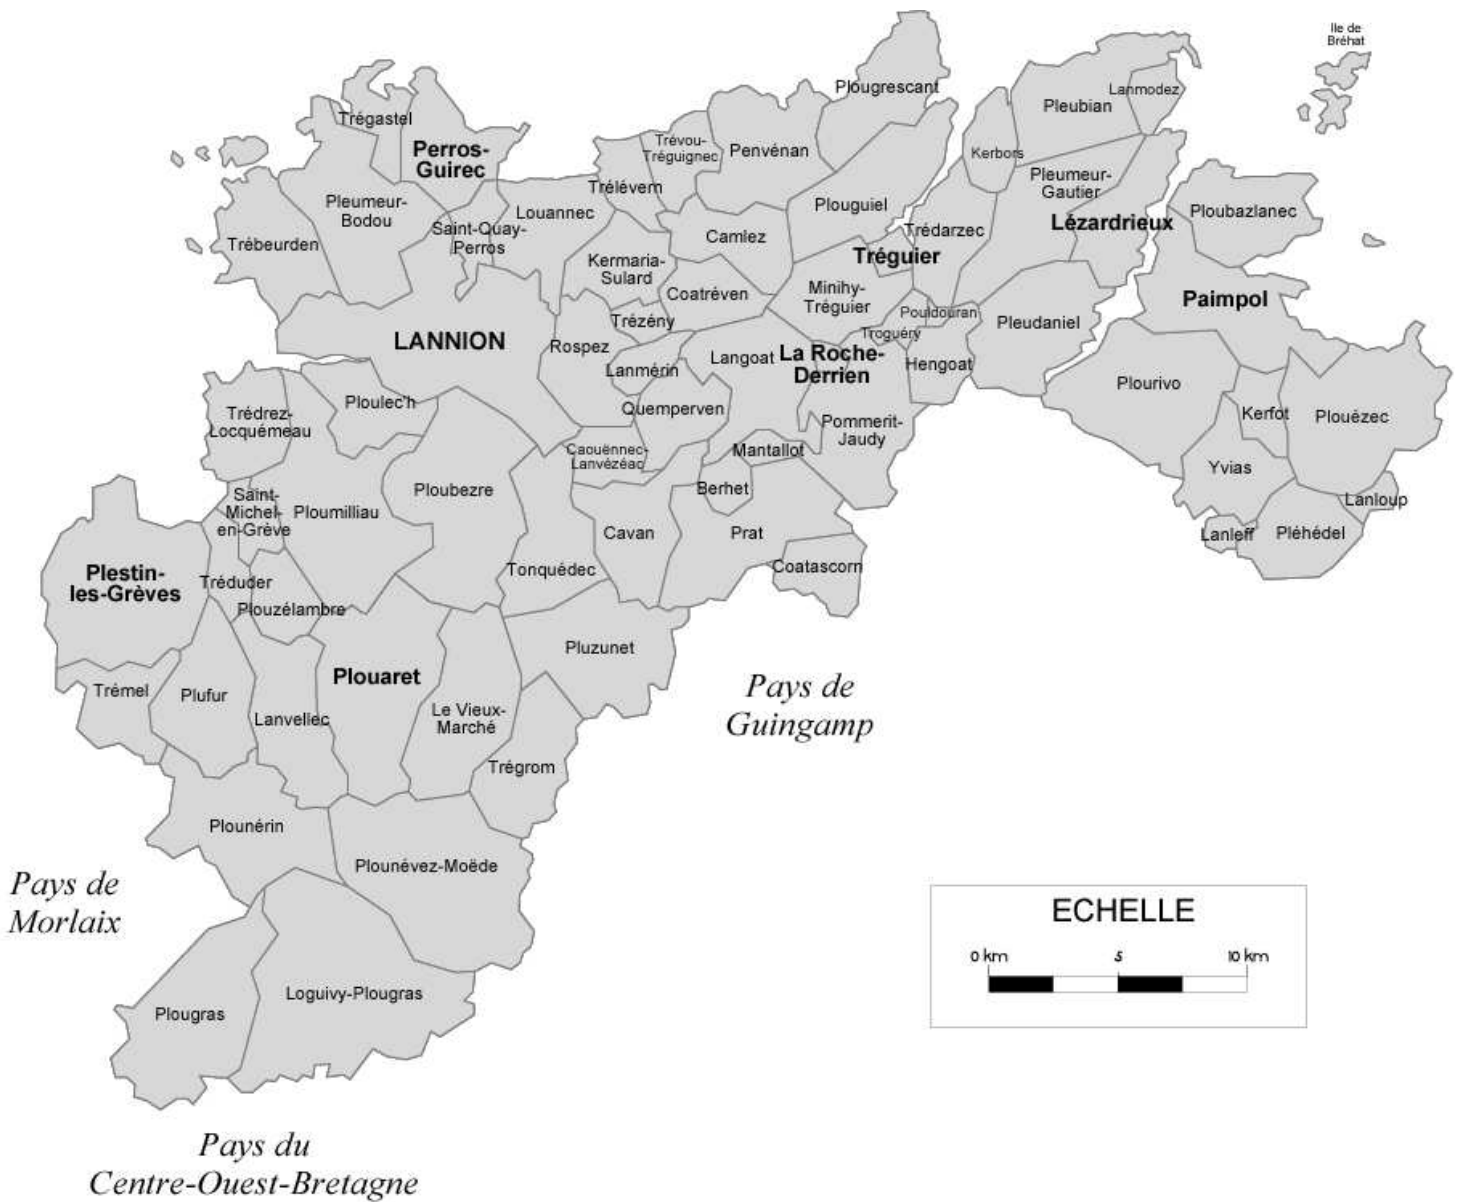 Ile de
Bréhat
Plougrescant
Lanmodez
Pleubian
Trégastel
Perros-
Guirec
Trévou-
Tréguignec
Penvénan
Kerbors
Trélévern
Pleumeur-
Gautier
Pleumeur-
Bodou
Louannec
Plouguiel
Ploubazlanec
Lézardrieux
Trébeurden
Saint-Quay-
Perros
Camlez
Trédarzec
Tréguier
Kermaria-
Sulard
Coatréven
Minihy-
Tréguier
Paimpol
Pouldouran
Trézény
Troguéry
Pleudaniel
LANNION
Rospez
Langoat
La Roche-
Derrien
Hengoat
Lanmérin
Plourivo
Ploulec'h
Quemperven
Trédrez-
Locquémeau
Pommerit-
Jaudy
Kerfot
Plouézec
Caouënnec-
Lanvézéac
Mantallot
Yvias
Berhet
Ploubezre
Saint-
Michel-
en-Grève
Ploumilliau
Lanloup
Cavan
Prat
Lanleff
Pléhédel
Plestin-
les-Grèves
Tréduder
Tonquédec
Coatascorn
Plouzélambre
Pluzunet
Plouaret
Trémel
Plufur
Lanvellec
Le Vieux-
Marché
Pays de
Guingamp
Trégrom
Plounérin
Plounévez-Moëde
Pays de
Morlaix
ECHELLE
0 km 5 10 km
Loguivy-Plougras
Plougras
Pays du
Centre-Ouest-Bretagne